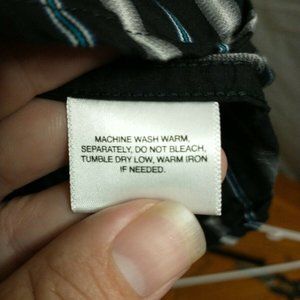 MACHINE WASH WARM,
SEPARATELY, DO NOT BLEACH,
TUMBLE DRY LOW, WARM IRON
IF NEEDED.